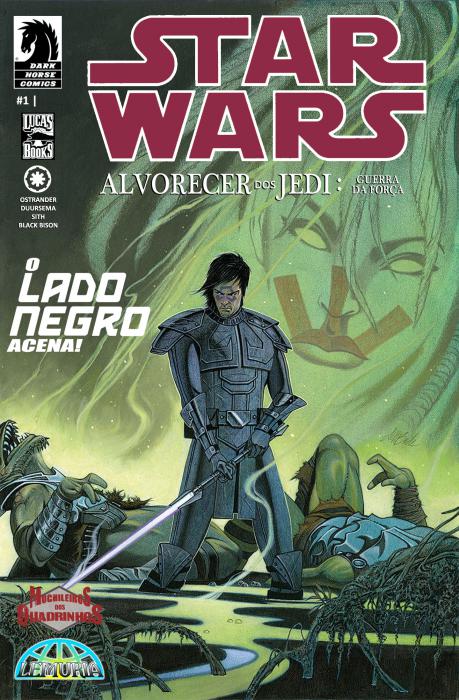 DARK
HORSE
COMICS
#1 |
LUCAS
BOOKS
OSTRANDER
DUURSEMA
SITH
BLACK BISON
STAR
WARS
ALVORECER DOS JEDI :
GUERRA
DA FORÇA
O
LADO
NEGRO
ACENA!
MOCHILEIROS
DOS
QUADRINHOS
LEMURIA